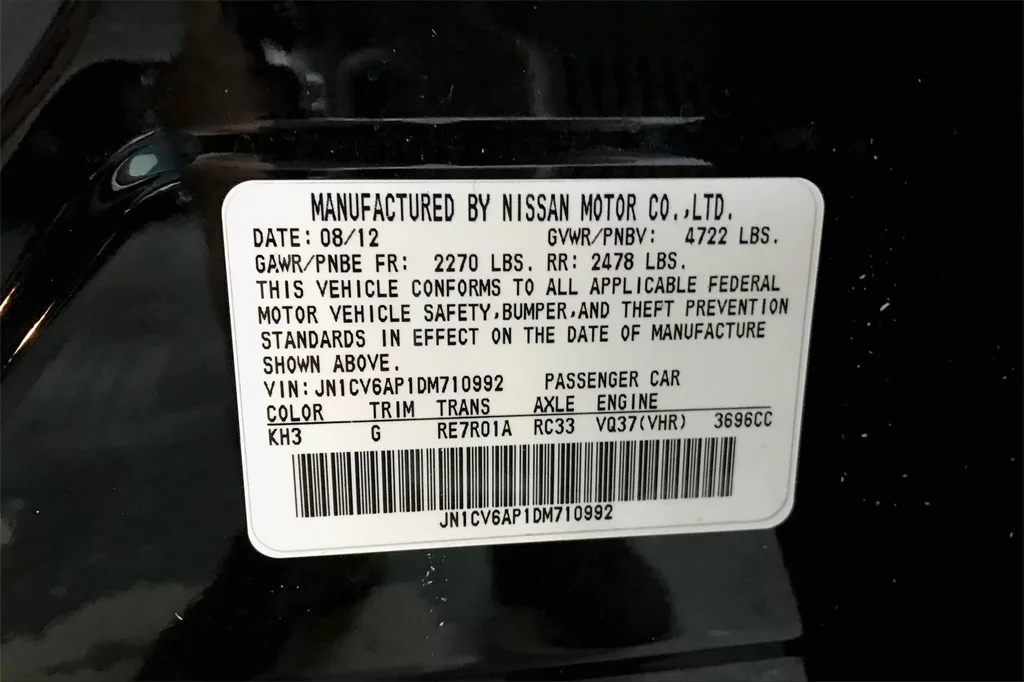 MANUFACTURED BY NISSAN MOTOR CO.,LTD.
DATE: 08/12 GVWR/PNBV: 4722 LBS.
GAWR/PNBE FR: 2270 LBS. RR: 2478 LBS.
THIS VEHICLE CONFORMS TO ALL APPLICABLE FEDERAL
MOTOR VEHICLE SAFETY,BUMPER,AND THEFT PREVENTION
STANDARDS IN EFFECT ON THE DATE OF MANUFACTURE
SHOWN ABOVE.
VIN: JN1CV6AP1DM710992 PASSENGER CAR
COLOR TRIM TRANS AXLE ENGINE
KH3 G RE7R01A RC33 VQ37(VHR) 3696CC
JN1CV6AP1DM710992